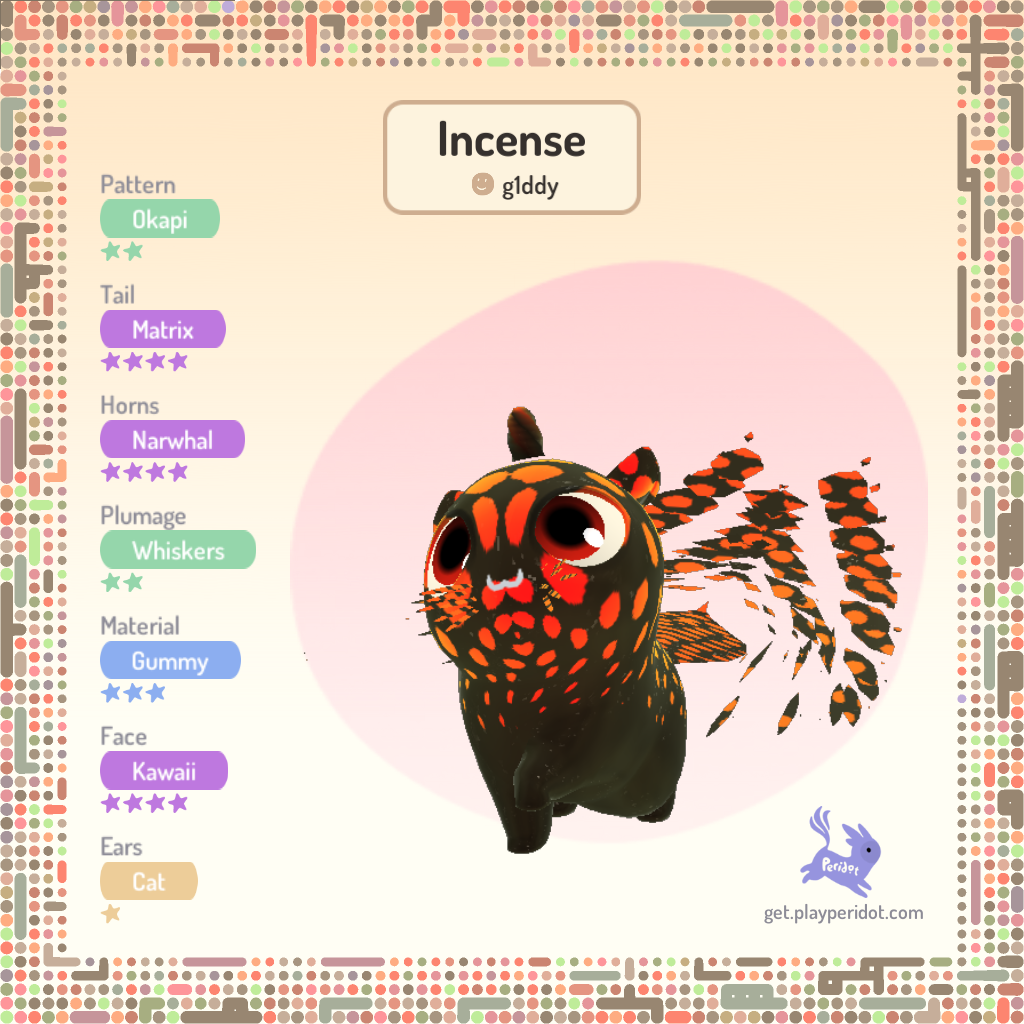 Incense
g1ddy
Pattern
Okapi
Tail
Matrix
Horns
Narwhal
Plumage
Whiskers
Material
Gummy
Face
Kawaii
Ears
Cat
Peridot
get.playperidot.com